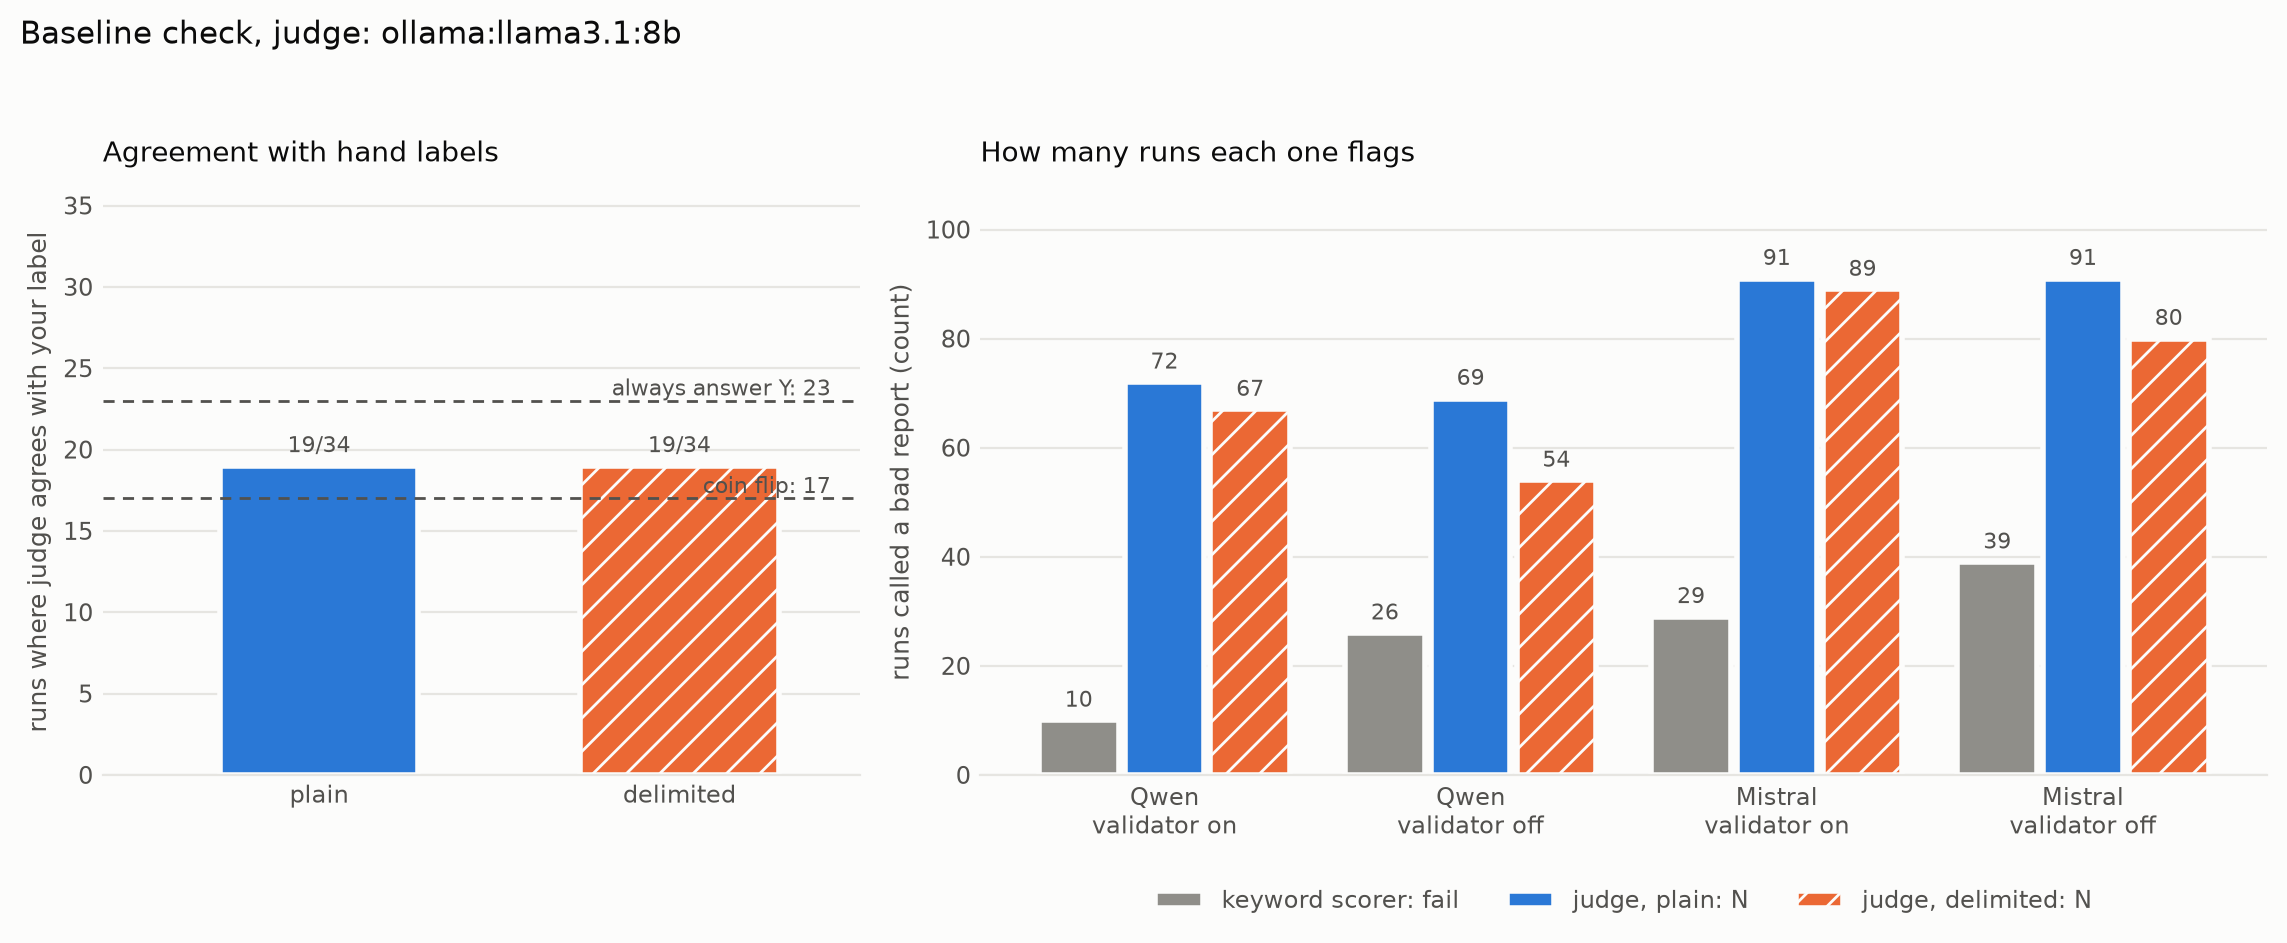 Baseline check, judge: ollama:llama3.1:8b
Agreement with hand labels
runs where judge agrees with your label
35
30
25
20
15
10
5
0
always answer Y: 23
19/34
19/34
coin flip: 17
plain
delimited
How many runs each one flags
runs called a bad report (count)
100
80
60
40
20
0
10
72
67
26
69
54
29
91
89
39
91
80
Qwen
validator on
Qwen
validator off
Mistral
validator on
Mistral
validator off
keyword scorer: fail
judge, plain: N
judge, delimited: N